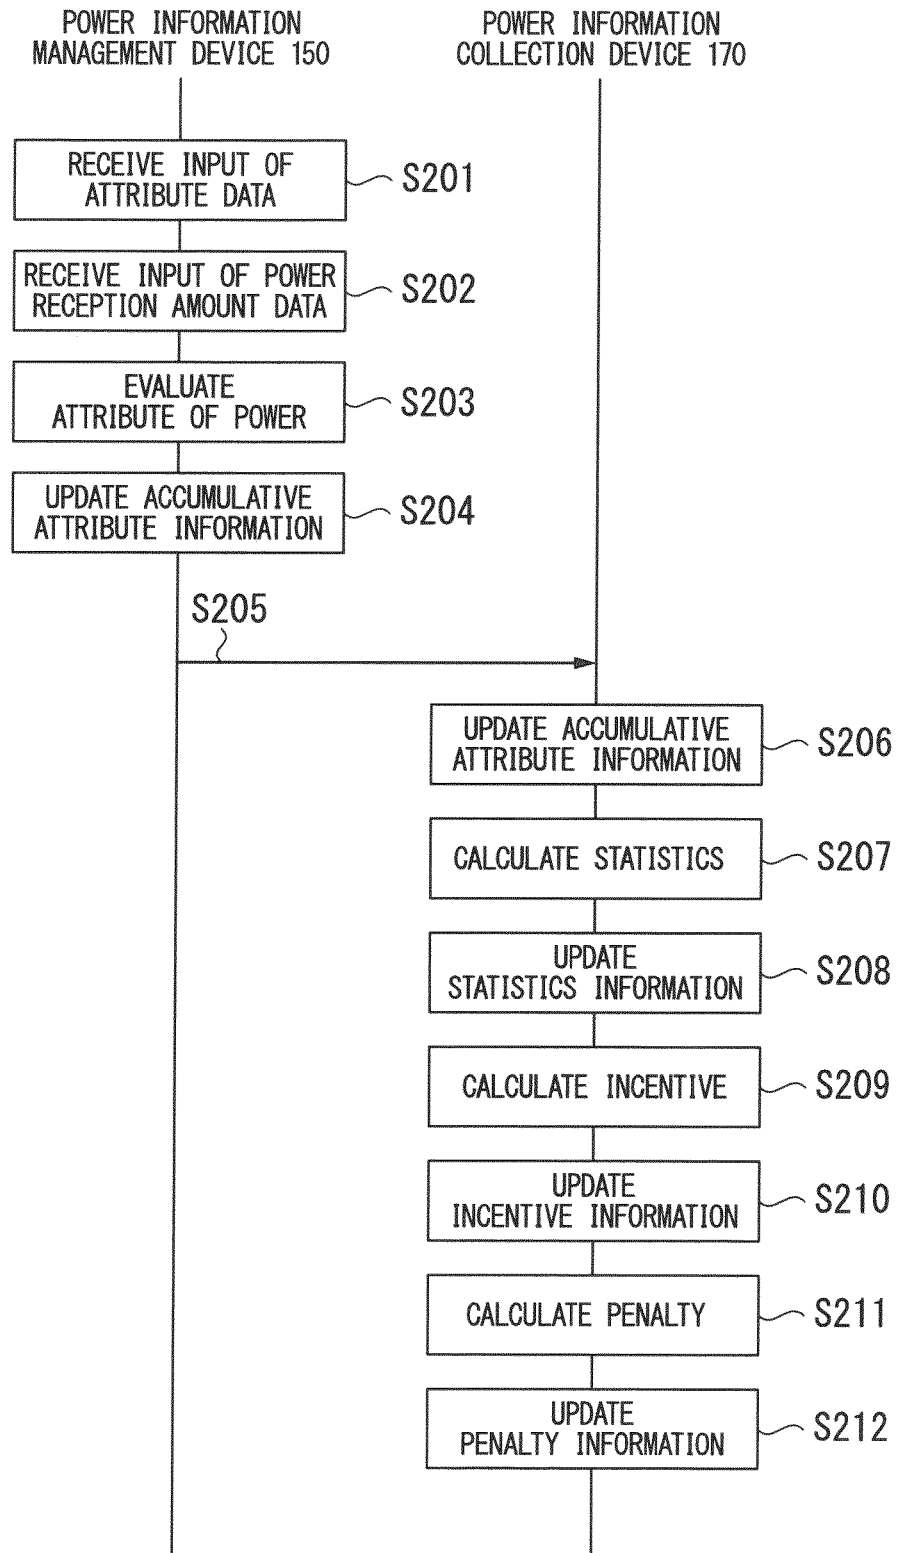 POWER INFORMATION
MANAGEMENT DEVICE 150
POWER INFORMATION
COLLECTION DEVICE 170
RECEIVE INPUT OF
ATTRIBUTE DATA
S201
RECEIVE INPUT OF POWER
RECEPTION AMOUNT DATA
S202
EVALUATE
ATTRIBUTE OF POWER
S203
UPDATE ACCUMULATIVE
ATTRIBUTE INFORMATION
S204
S205
UPDATE ACCUMULATIVE
ATTRIBUTE INFORMATION
S206
CALCULATE STATISTICS
S207
UPDATE
STATISTICS INFORMATION
S208
CALCULATE INCENTIVE
S209
UPDATE
INCENTIVE INFORMATION
S210
CALCULATE PENALTY
S211
UPDATE
PENALTY INFORMATION
S212